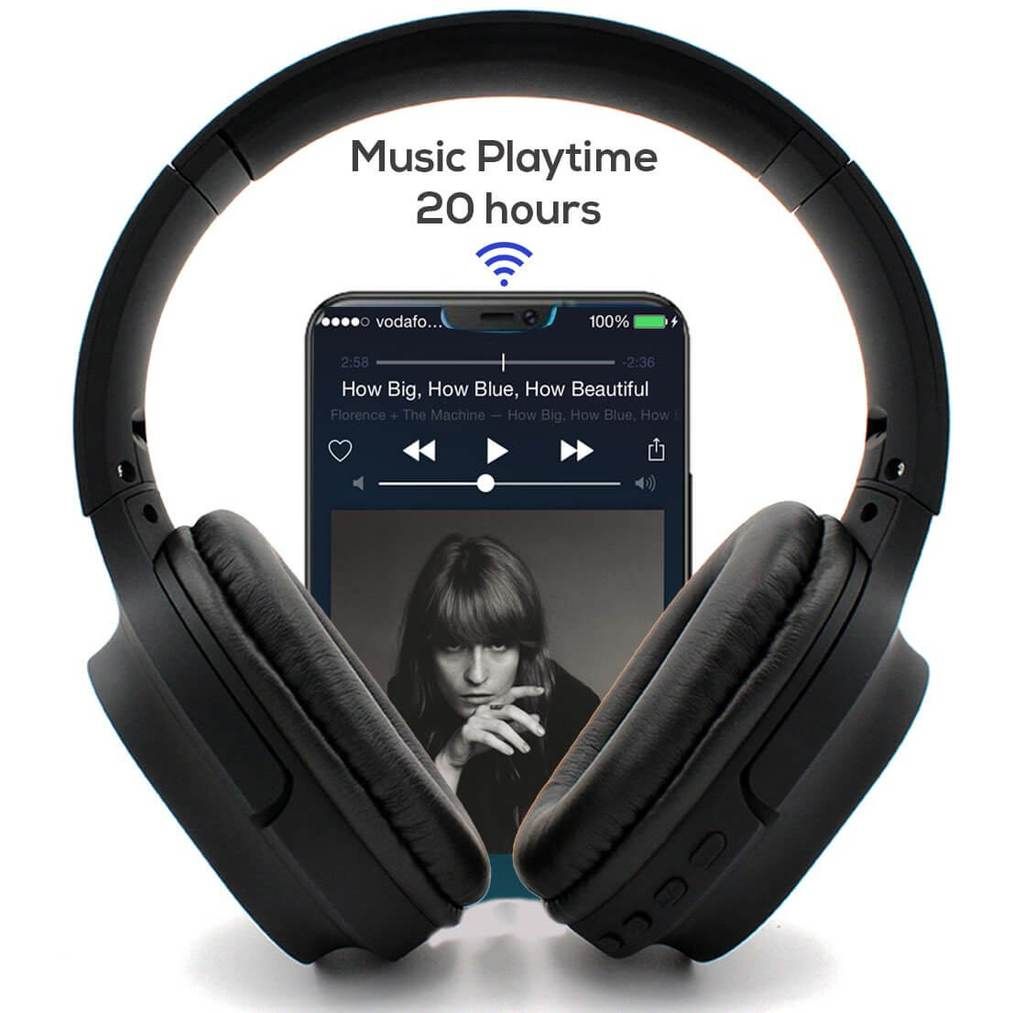 Music Playtime
20 hours
vodafo... 100%
2:58 -2:36
How Big, How Blue, How Beautiful
Florence + The Machine — How Big, How Blue, How